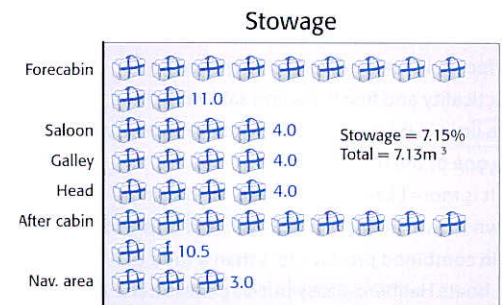 Stowage
Forecabin
11.0
Saloon 4.0
Galley 4.0
Head 4.0
After cabin
10.5
Nav. area 3.0
Stowage = 7.15%
Total = 7.13m³